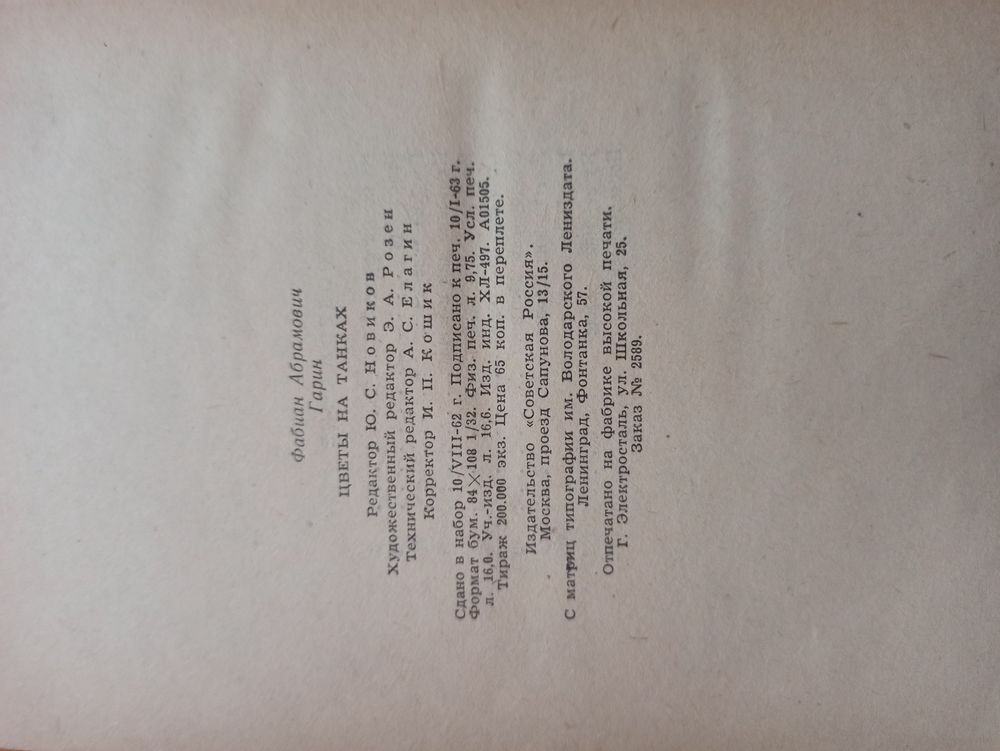 Фабиан Абрамович
Гарин
ЦВЕТЫ НА ТАНКАХ
Редактор Ю. С. Новиков
Художественный редактор Э. А. Розен
Технический редактор А. С. Елагин
Корректор И. П. Кошик
Сдано в набор 10/VIII-62 г. Подписано к печ. 10/I-63 г.
Формат бум. 84×108 1/32. Физ. печ. л. 9,75. Усл. печ.
л. 16,0. Уч.-изд. л. 16,6. Изд. инд. ХЛ-497. А01505.
Тираж 200.000 экз. Цена 65 коп. в переплете.
Издательство «Советская Россия».
Москва, проезд Сапунова, 13/15.
С матриц типографии им. Володарского Лениздата.
Ленинград, Фонтанка, 57.
Отпечатано на фабрике высокой печати.
Г. Электросталь, ул. Школьная, 25.
Заказ № 2589.